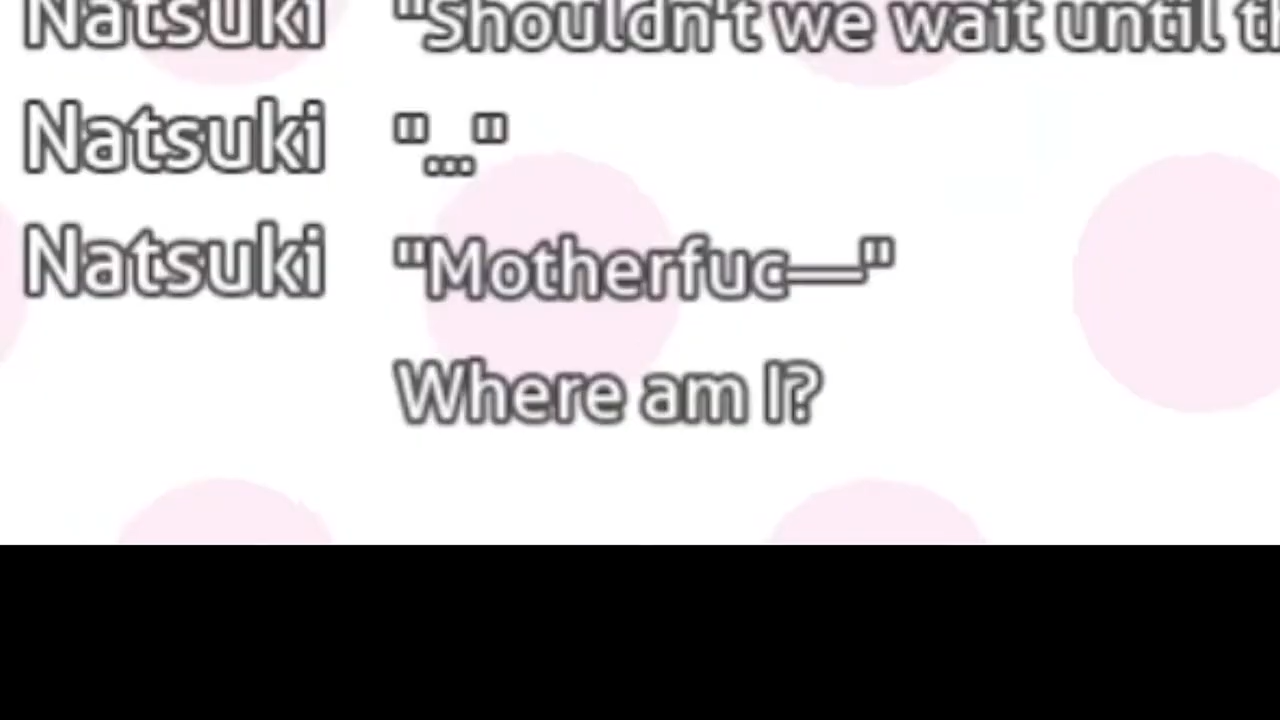 Natsuki "Shouldn't we wait until
Natsuki "..."
Natsuki "Motherfuc—"
Where am I?